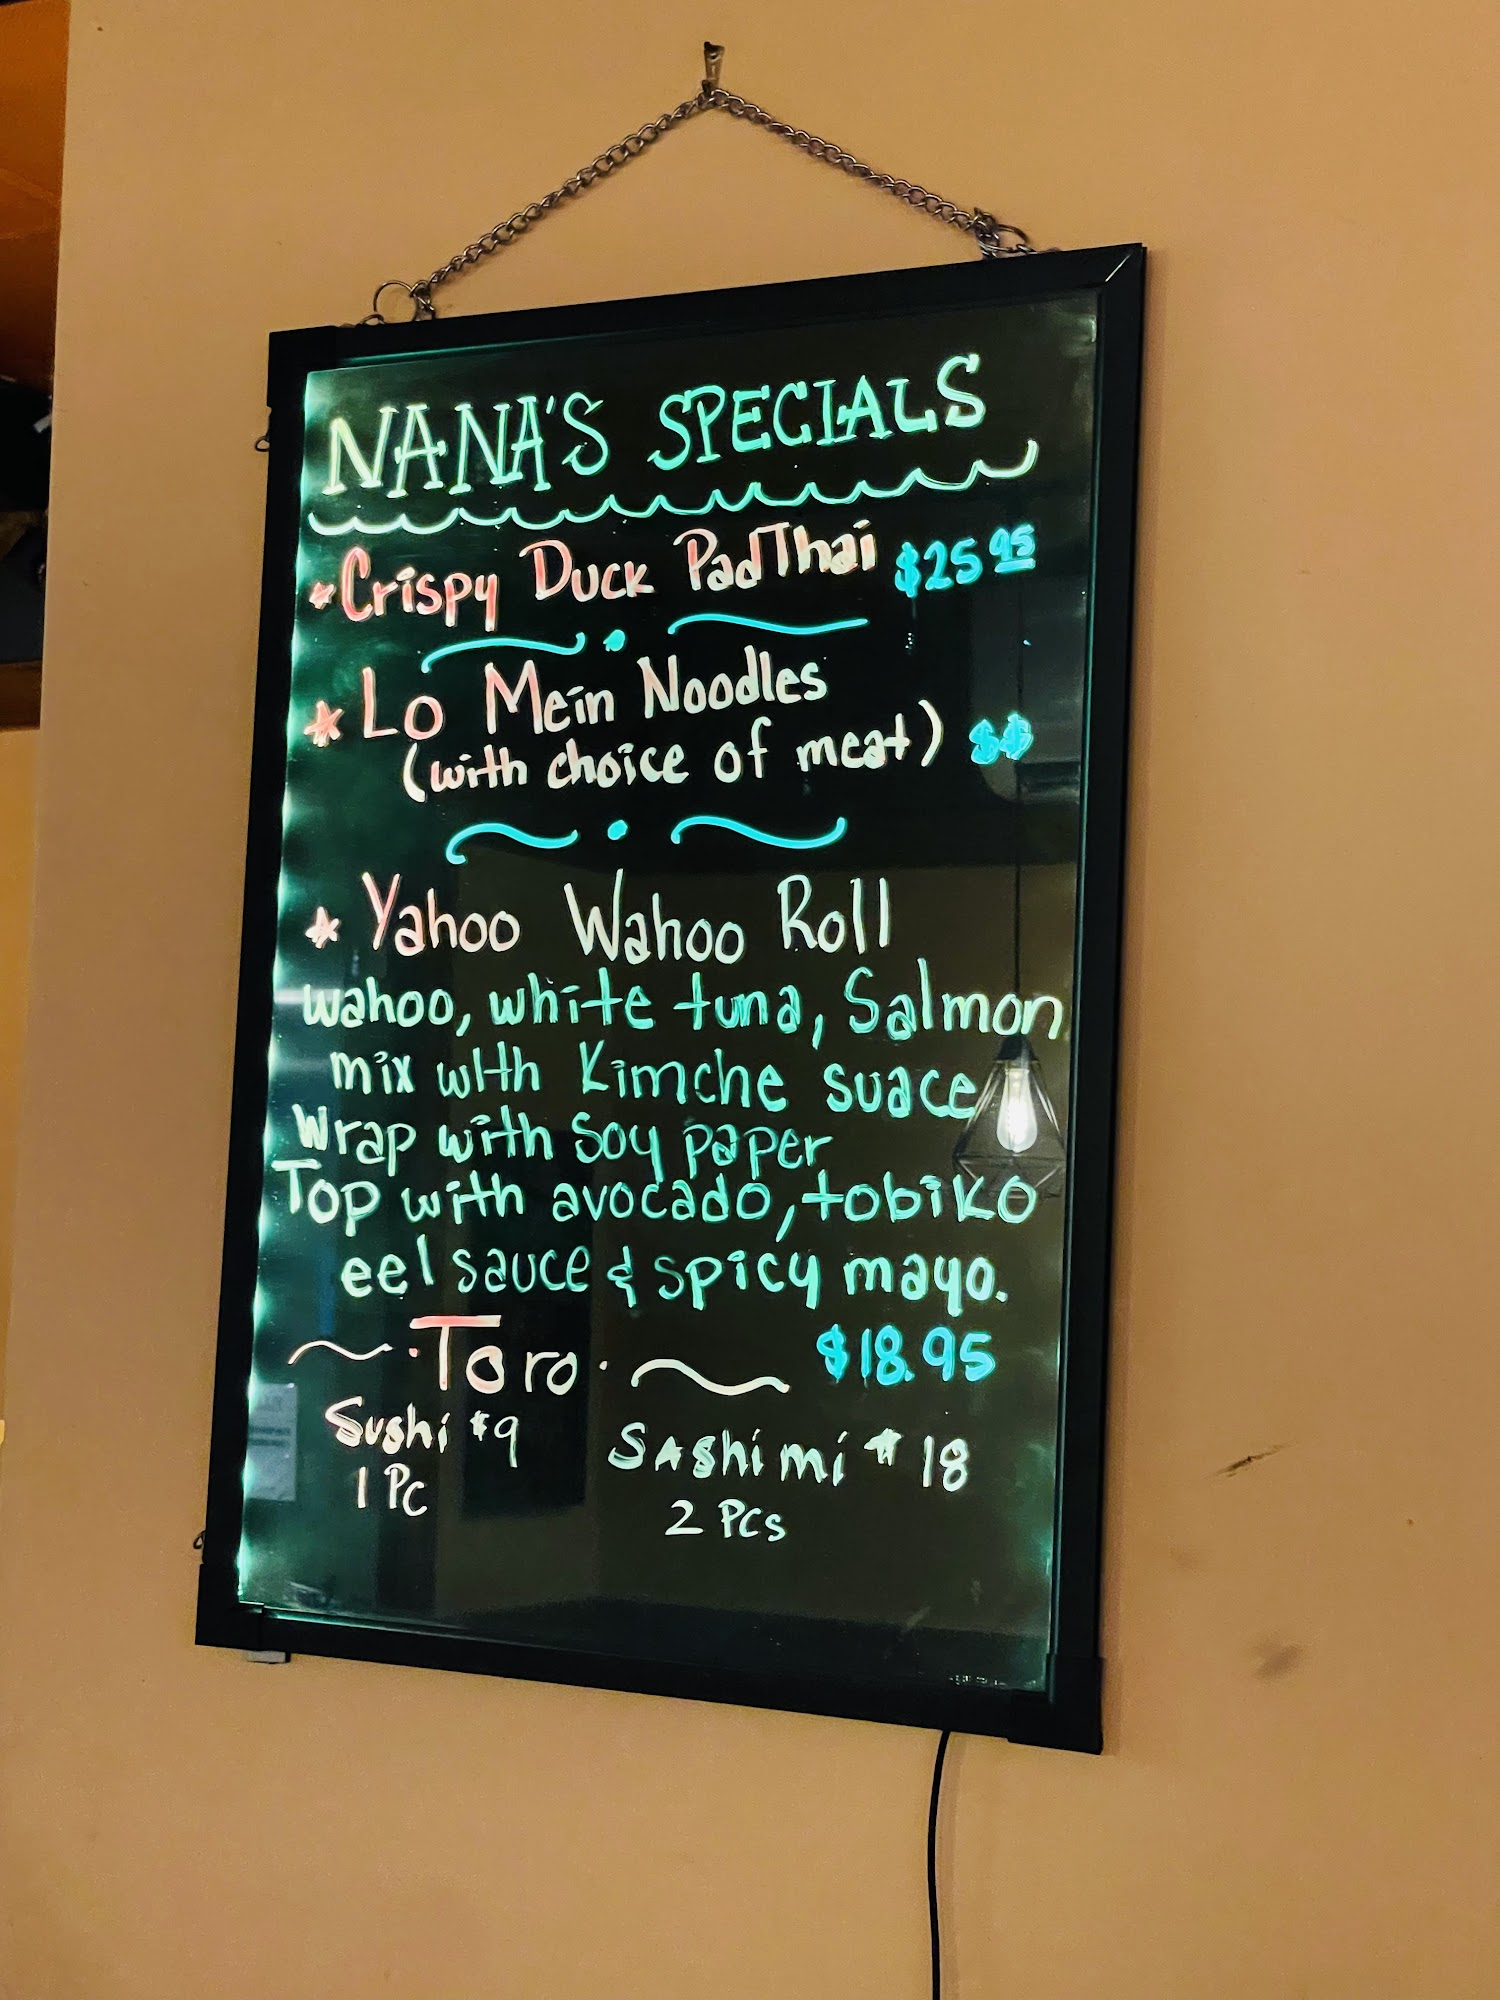 NANA'S SPECIALS
*Crispy Duck PadThai $25 95
* Lo Mein Noodles
(with choice of meat) $$
* Yahoo Wahoo Roll
wahoo, white tuna, Salmon
mix with Kimche suace
Wrap with soy paper
Top with avocado, tobiko
eel sauce & spicy mayo.
~ · Toro · ~ $18.95
Sushi $9 Sashimi $18
1 Pc 2 PCs